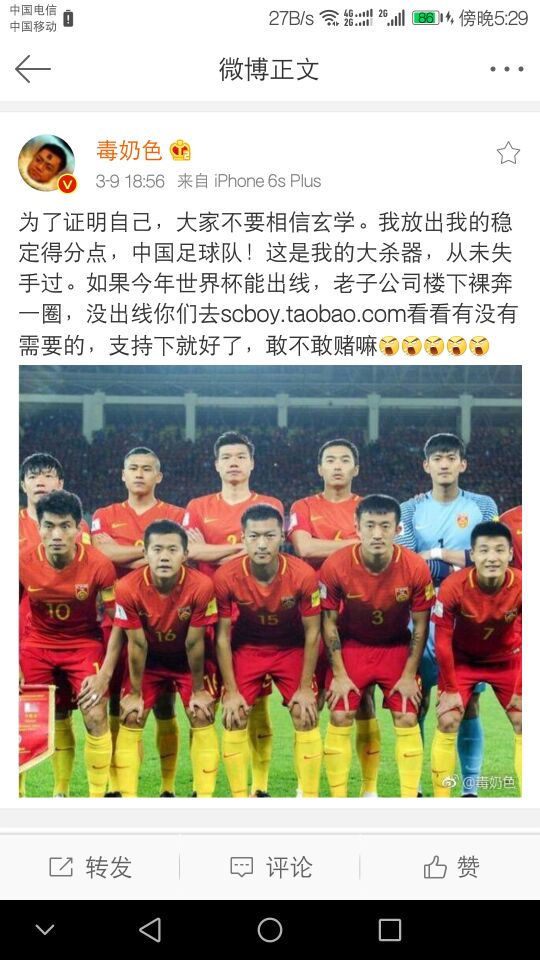 中国电信
中国移动
27B/s 4G 2G 2G 86 傍晚5:29
微博正文
毒奶色
3-9 18:56 来自 iPhone 6s Plus
为了证明自己，大家不要相信玄学。我放出我的稳
定得分点，中国足球队！这是我的大杀器，从未失
手过。如果今年世界杯能出线，老子公司楼下裸奔
一圈，没出线你们去scboy.taobao.com看看有没有
需要的，支持下就好了，敢不敢赌嘛
10 16 15 3 7
6
1
@毒奶色
转发 评论 赞